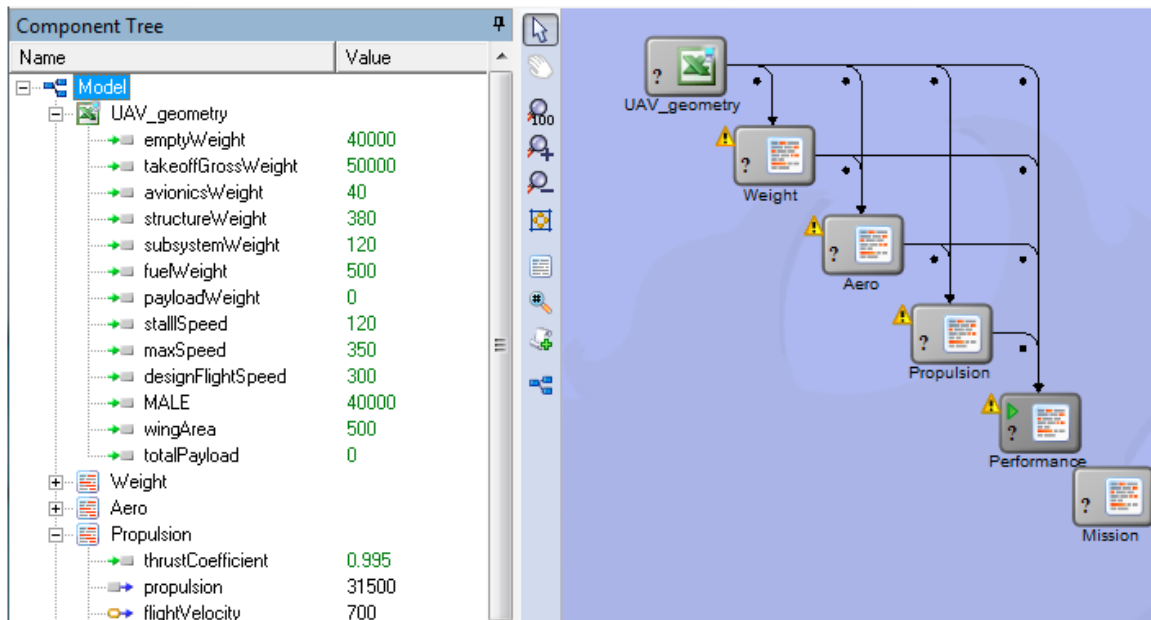 Component Tree
Name Value
Model
UAV_geometry
emptyWeight 40000
takeoffGrossWeight 50000
avionicsWeight 40
structureWeight 380
subsystemWeight 120
fuelWeight 500
payloadWeight 0
stalllSpeed 120
maxSpeed 350
designFlightSpeed 300
MALE 40000
wingArea 500
totalPayload 0
Weight
Aero
Propulsion
thrustCoefficient 0.995
propulsion 31500
flightVelocity 700
100
#
?
UAV_geometry
?
Weight
?
Aero
?
Propulsion
?
Performance
?
Mission